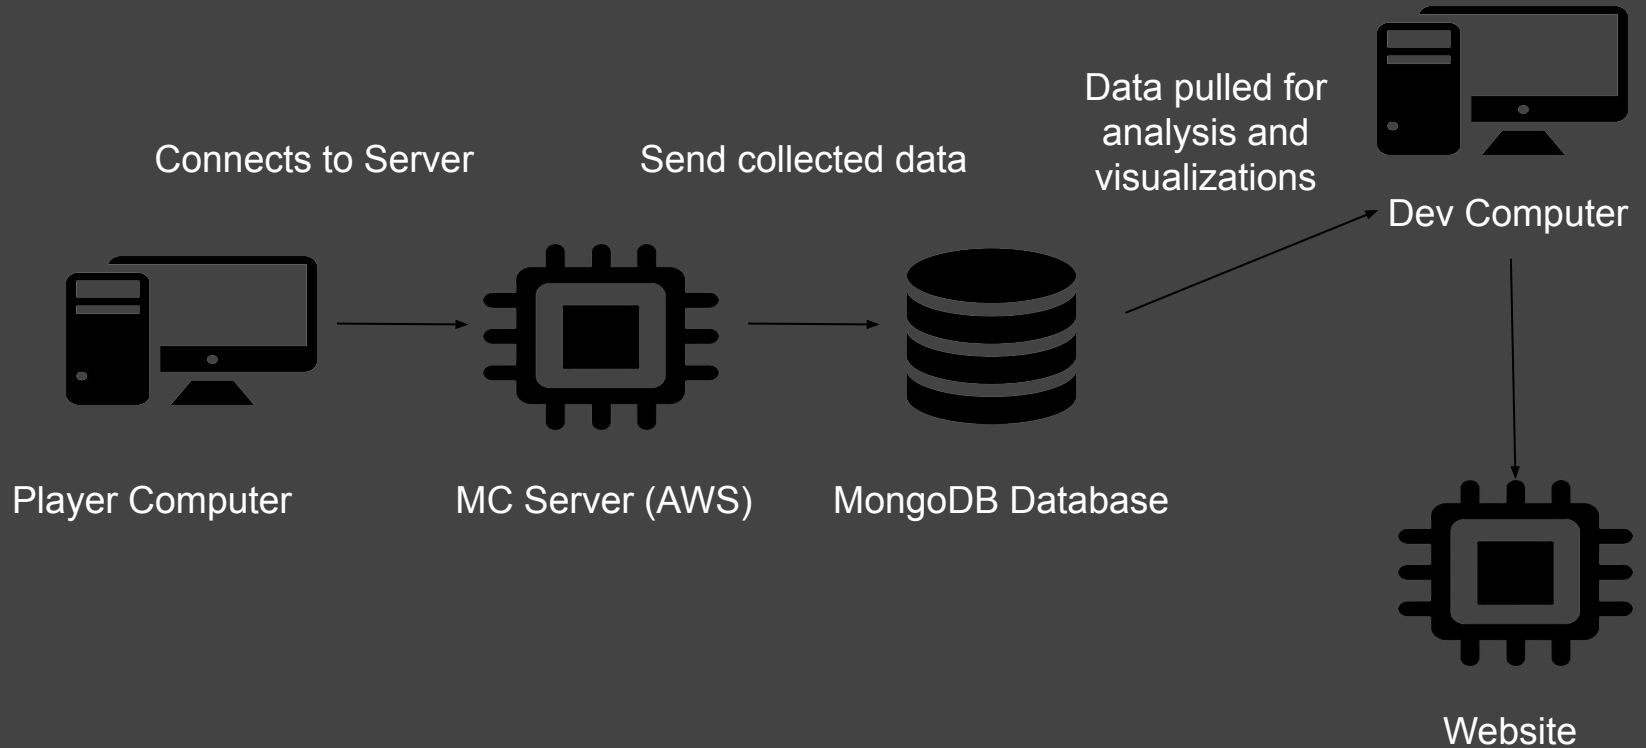 Connects to Server
Send collected data
Data pulled for
analysis and
visualizations
Dev Computer
Player Computer
MC Server (AWS)
MongoDB Database
Website